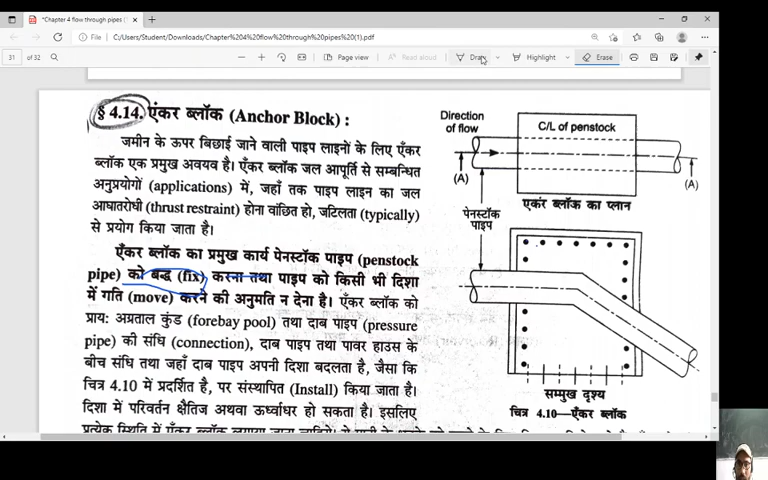 *Chapter 4 flow through pipes
File
C:/Users/Student/Downloads/Chapter%204%20flow%20through%20pipes%20(1).pdf
31 of 32
Page view
Read aloud
Draw
Highlight
Erase
§ 4.14. एंकर ब्लॉक (Anchor Block) :
जमीन के ऊपर बिछाई जाने वाली पाइप लाइनों के लिए एँकर
ब्लॉक एक प्रमुख अवयव है। एँकर ब्लॉक जल आपूर्ति से सम्बन्धित
अनुप्रयोगों (applications) में, जहाँ तक पाइप लाइन का जल
आघातरोधी (thrust restraint) होना वांछित हो, जटिलता (typically)
से प्रयोग किया जाता है।
एँकर ब्लॉक का प्रमुख कार्य पेनस्टॉक पाइप (penstock
pipe) को बद्ध (fix) करना तथा पाइप को किसी भी दिशा
में गति (move) करने की अनुमति न देना है। एँकर ब्लॉक को
प्राय: अग्रताल कुंड (forebay pool) तथा दाब पाइप (pressure
pipe) की संधि (connection), दाब पाइप तथा पावर हाउस के
बीच संधि तथा जहाँ दाब पाइप अपनी दिशा बदलता है, जैसा कि
चित्र 4.10 में प्रदर्शित है, पर संस्थापित (Install) किया जाता है।
दिशा में परिवर्तन क्षैतिज अथवा ऊर्ध्वाधर हो सकता है। इसलिए
प्रत्येक स्थिति में एँकर ब्लॉक लगाया जाना चाहिये।
Direction
of flow
C/L of penstock
(A)
(A)
एकंर ब्लॉक का प्लान
पेनस्टॉक
पाइप
सम्मुख दृश्य
चित्र 4.10—एँकर ब्लॉक